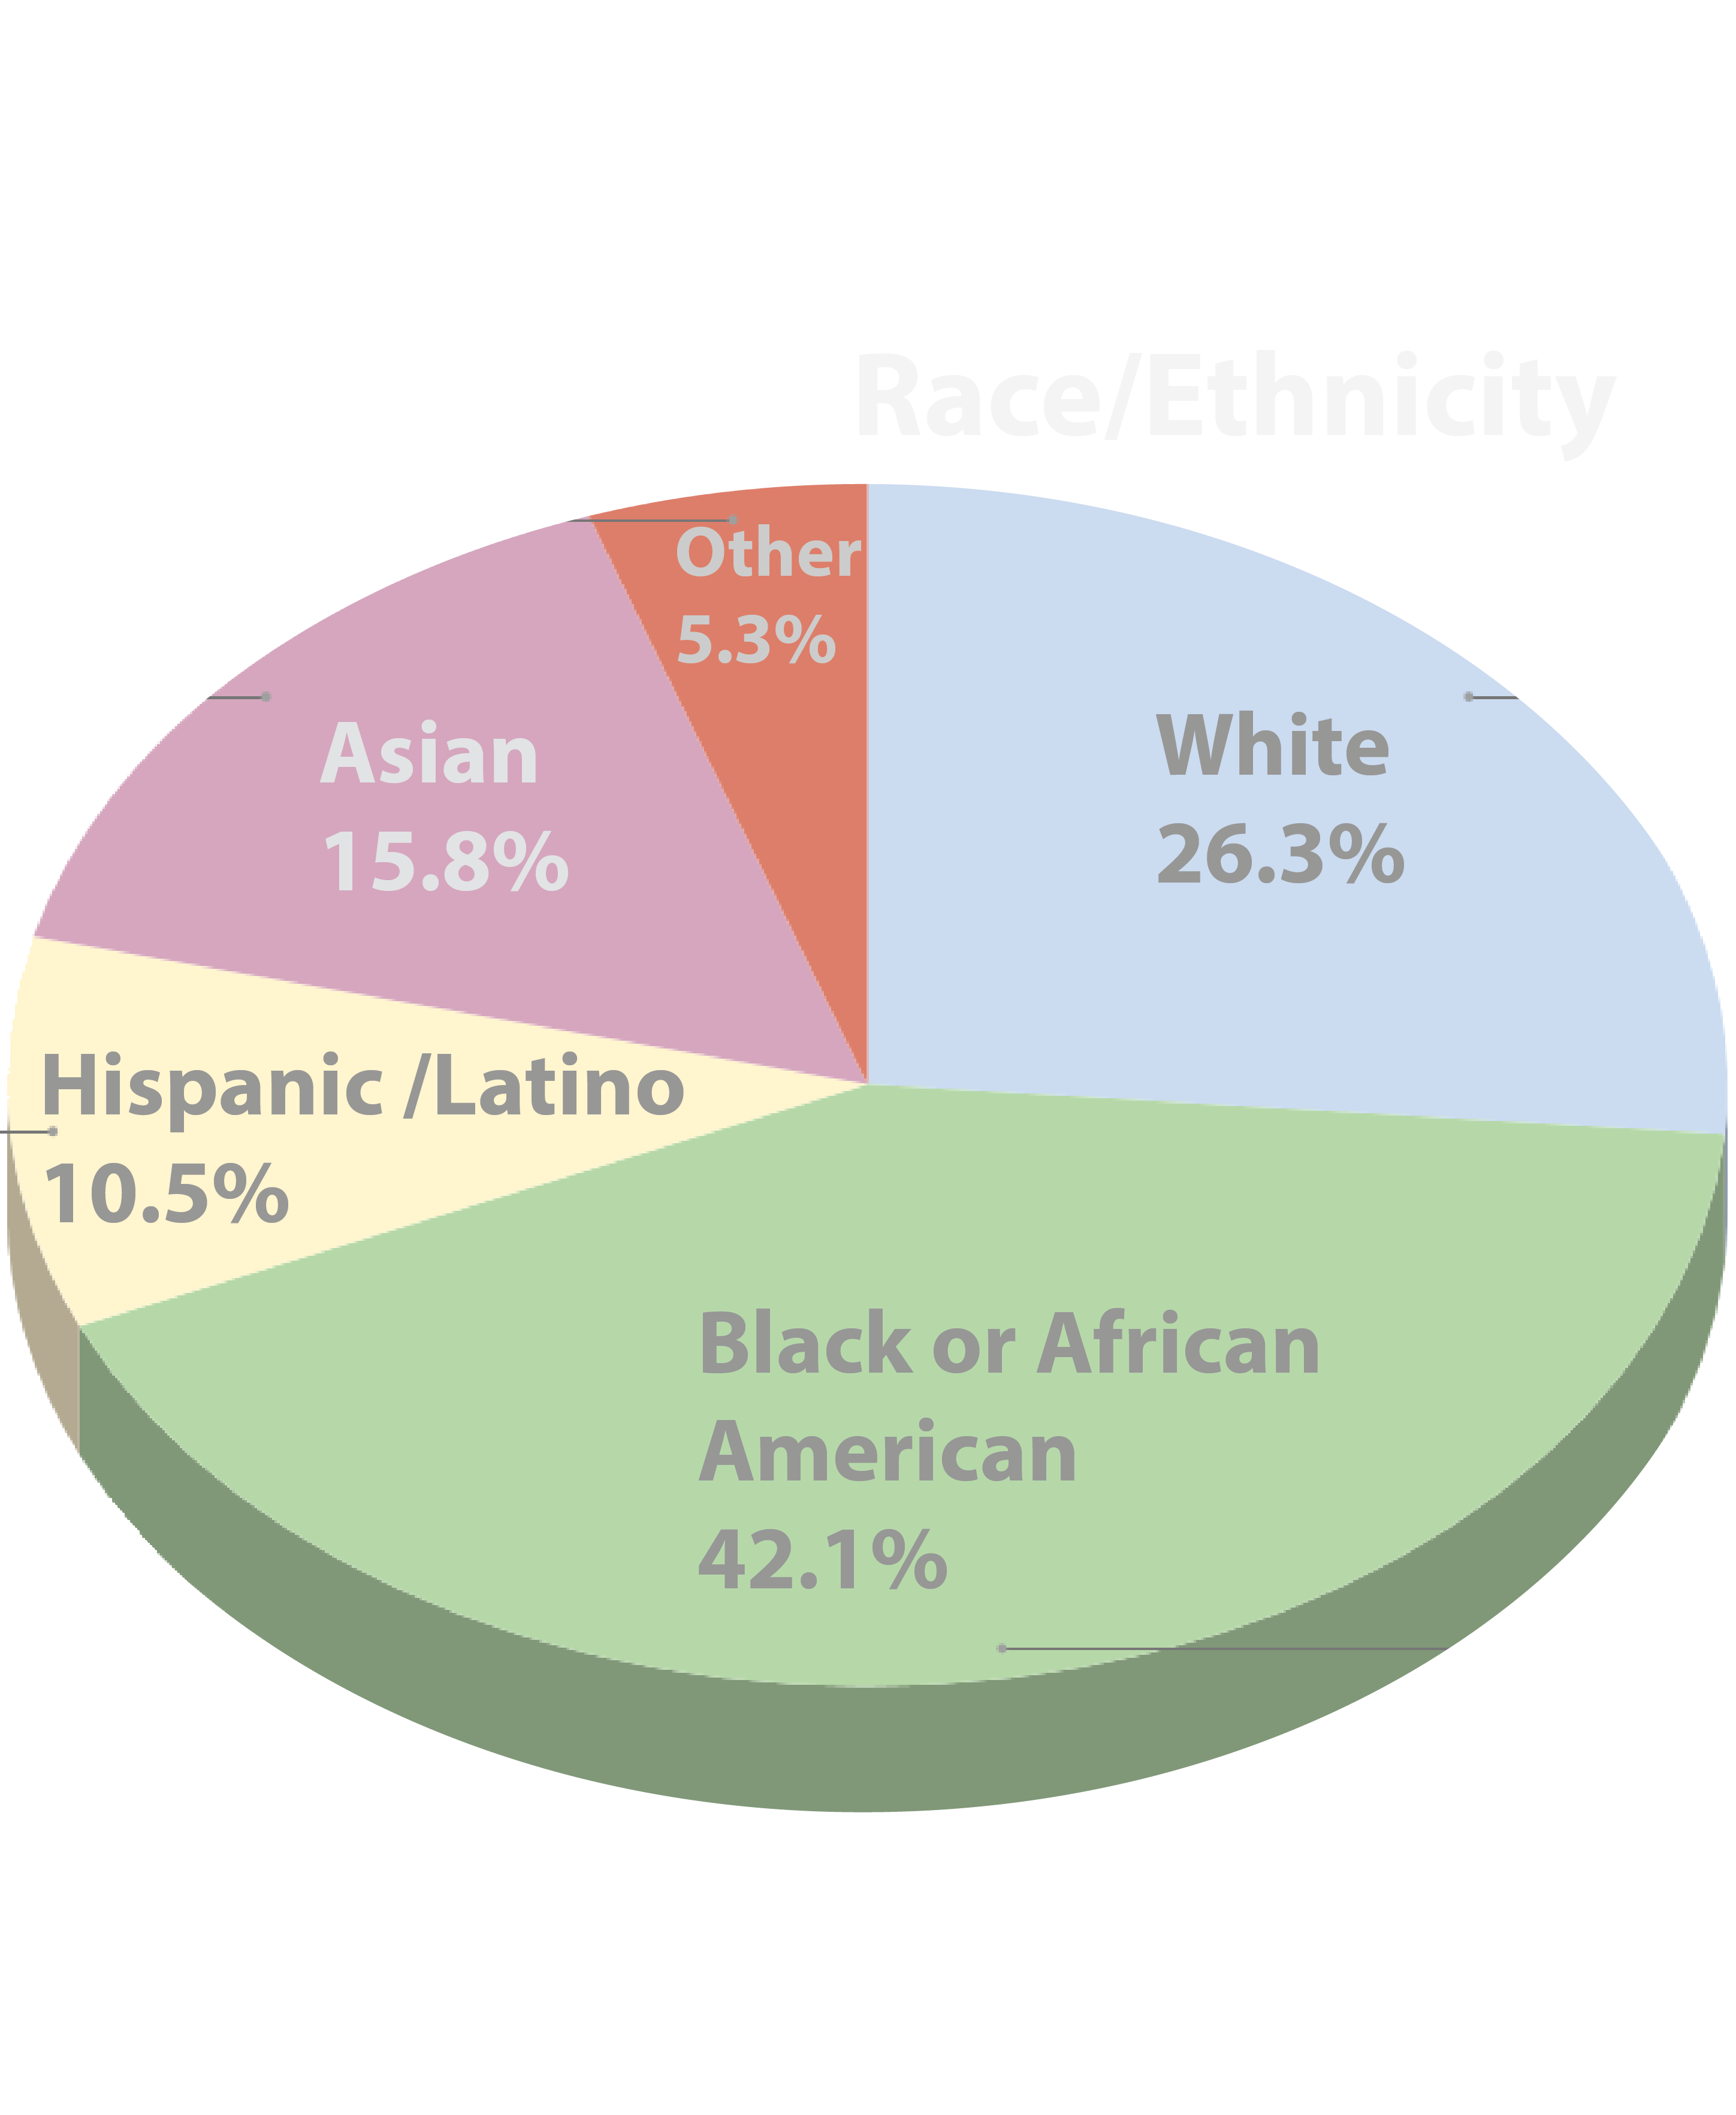 Race/Ethnicity
Other
5.3%
White
26.3%
Asian
15.8%
Hispanic /Latino
10.5%
Black or African
American
42.1%